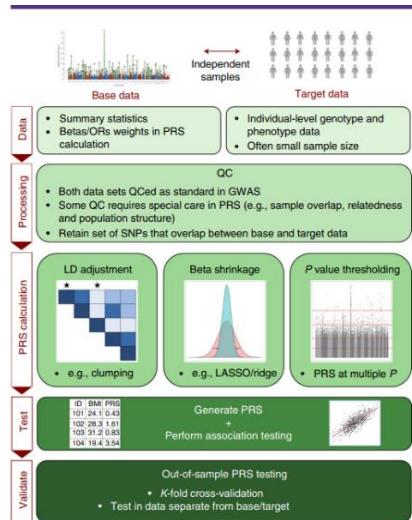 Independent
samples
Base data
Target data
Data
• Summary statistics
• Betas/ORs weights in PRS
calculation
• Individual-level genotype and
phenotype data
• Often small sample size
Processing
QC
• Both data sets QCed as standard in GWAS
• Some QC requires special care in PRS (e.g., sample overlap, relatedness
and population structure)
• Retain set of SNPs that overlap between base and target data
PRS calculation
LD adjustment
• e.g., clumping
Beta shrinkage
• e.g., LASSO/ridge
P value thresholding
• PRS at multiple P
Test
ID BMI PRS
101 24.1 0.43
102 28.3 1.61
103 31.2 0.83
104 19.4 3.54
Generate PRS
+
Perform association testing
Validate
Out-of-sample PRS testing
• K-fold cross-validation
• Test in data separate from base/target